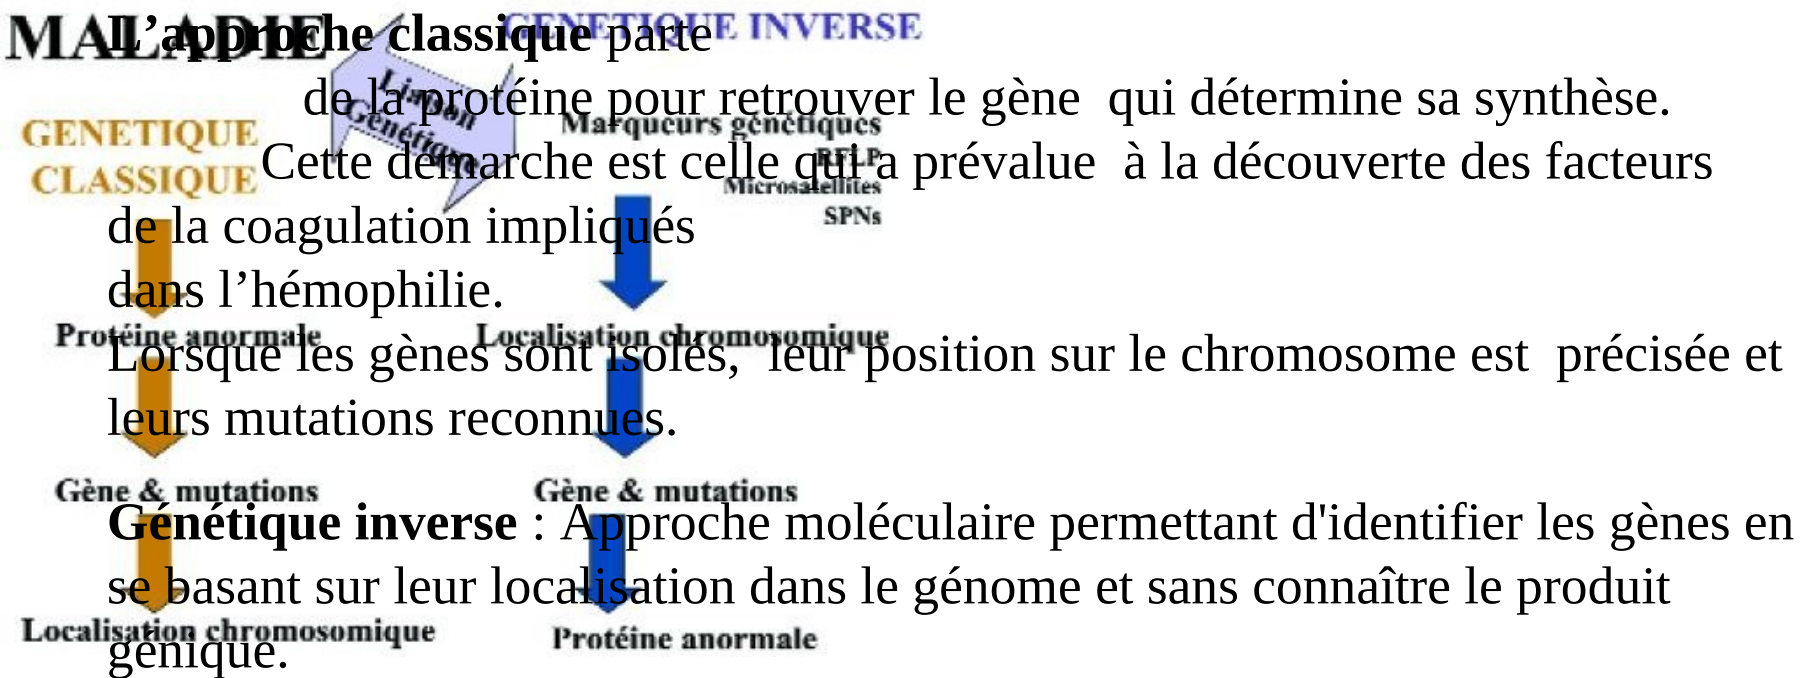 MALADIE
GENETIQUE INVERSE
L’approche classique parte
de la protéine pour retrouver le gène qui détermine sa synthèse.
Cette démarche est celle qui a prévalue à la découverte des facteurs
de la coagulation impliqués
dans l’hémophilie.
Lorsque les gènes sont isolés, leur position sur le chromosome est précisée et
leurs mutations reconnues.
Génétique inverse : Approche moléculaire permettant d'identifier les gènes en
se basant sur leur localisation dans le génome et sans connaître le produit
génique.
Liaison
Génétique
GENETIQUE
CLASSIQUE
Protéine anormale
Gène & mutations
Localisation chromosomique
Marqueurs génétiques
RFLP
Microsatellites
SPNs
Localisation chromosomique
Gène & mutations
Protéine anormale